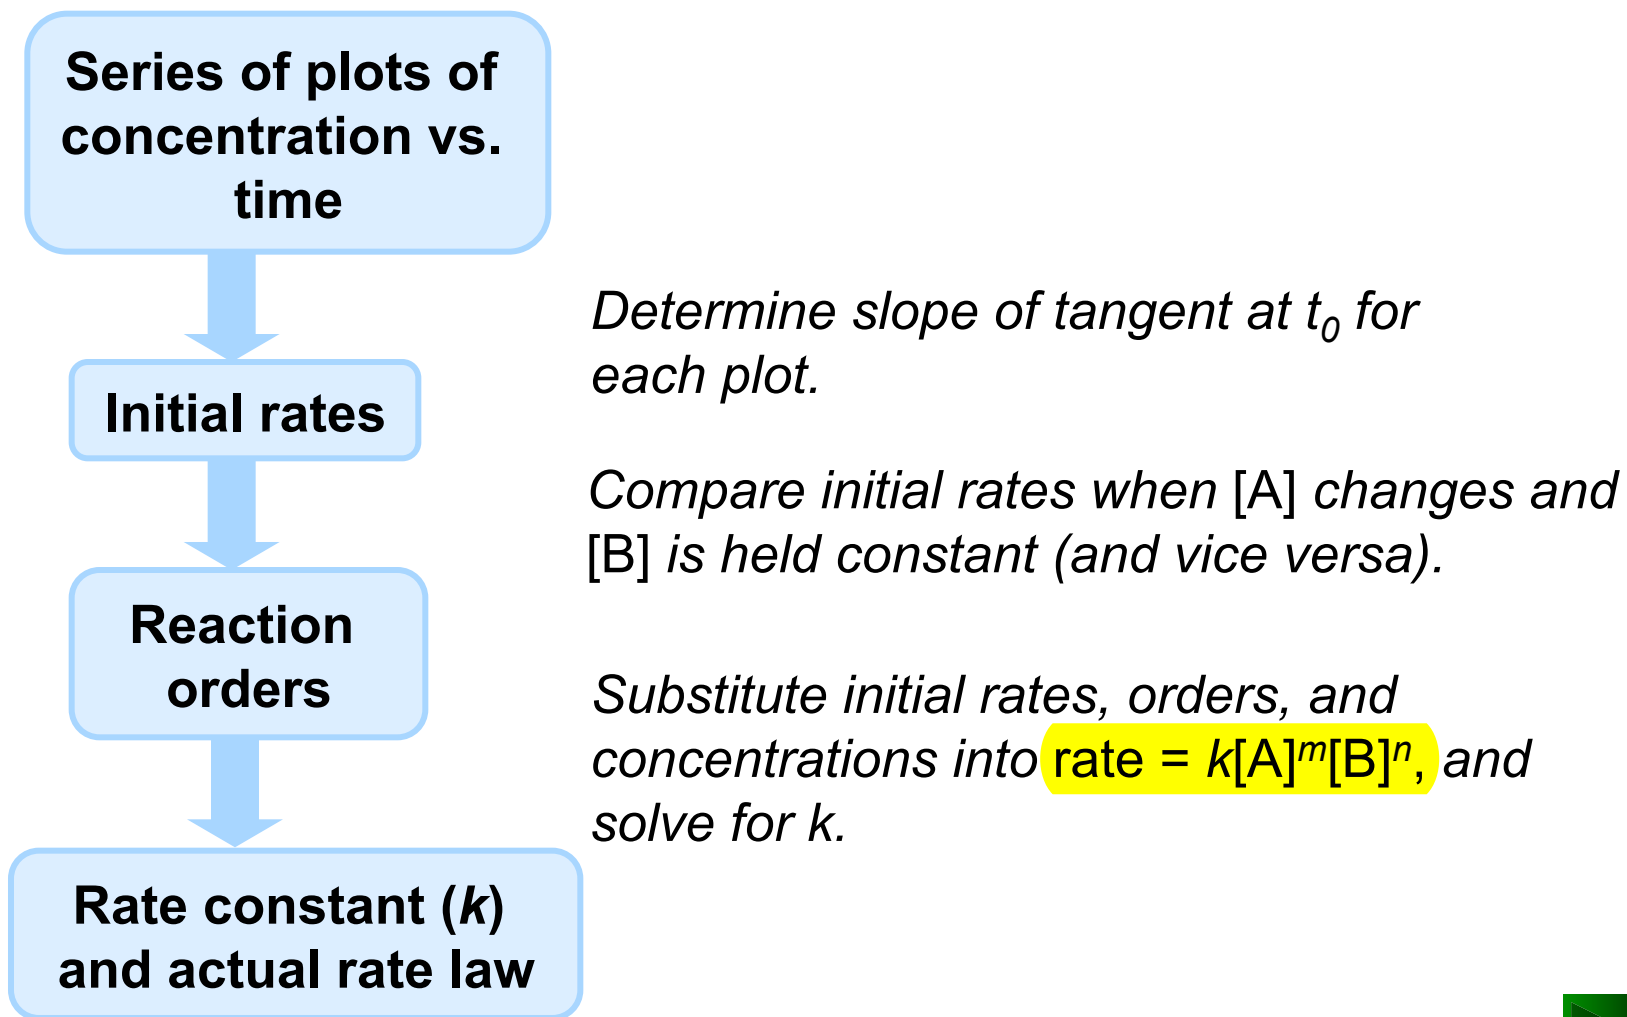 Series of plots of
concentration vs.
time
Determine slope of tangent at t₀ for
each plot.
Initial rates
Compare initial rates when [A] changes and
[B] is held constant (and vice versa).
Reaction
orders
Substitute initial rates, orders, and
concentrations into rate = k[A]ᵐ[B]ⁿ, and
solve for k.
Rate constant (k)
and actual rate law